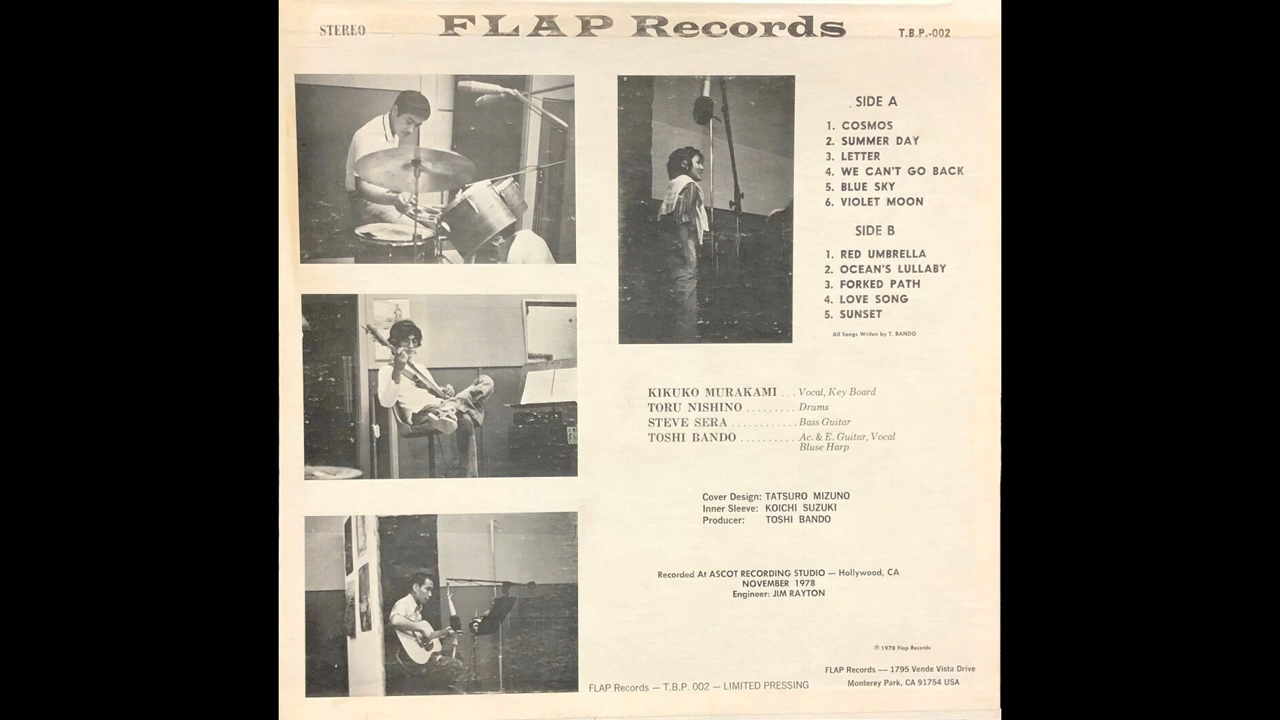 STEREO
FLAP Records
T.B.P.-002
SIDE A
1. COSMOS
2. SUMMER DAY
3. LETTER
4. WE CAN'T GO BACK
5. BLUE SKY
6. VIOLET MOON
SIDE B
1. RED UMBRELLA
2. OCEAN'S LULLABY
3. FORKED PATH
4. LOVE SONG
5. SUNSET
All Songs Writen by T. BANDO
KIKUKO MURAKAMI ... Vocal, Key Board
TORU NISHINO ......... Drums
STEVE SERA ............ Bass Guitar
TOSHI BANDO .......... Ac. & E. Guitar, Vocal
Bluse Harp
Cover Design: TATSURO MIZUNO
Inner Sleeve: KOICHI SUZUKI
Producer: TOSHI BANDO
Recorded At ASCOT RECORDING STUDIO — Hollywood, CA
NOVEMBER 1978
Engineer: JIM RAYTON
℗ 1978 Flap Records
FLAP Records — 1795 Vende Vista Drive
Monterey Park, CA 91754 USA
FLAP Records — T.B.P. 002 — LIMITED PRESSING